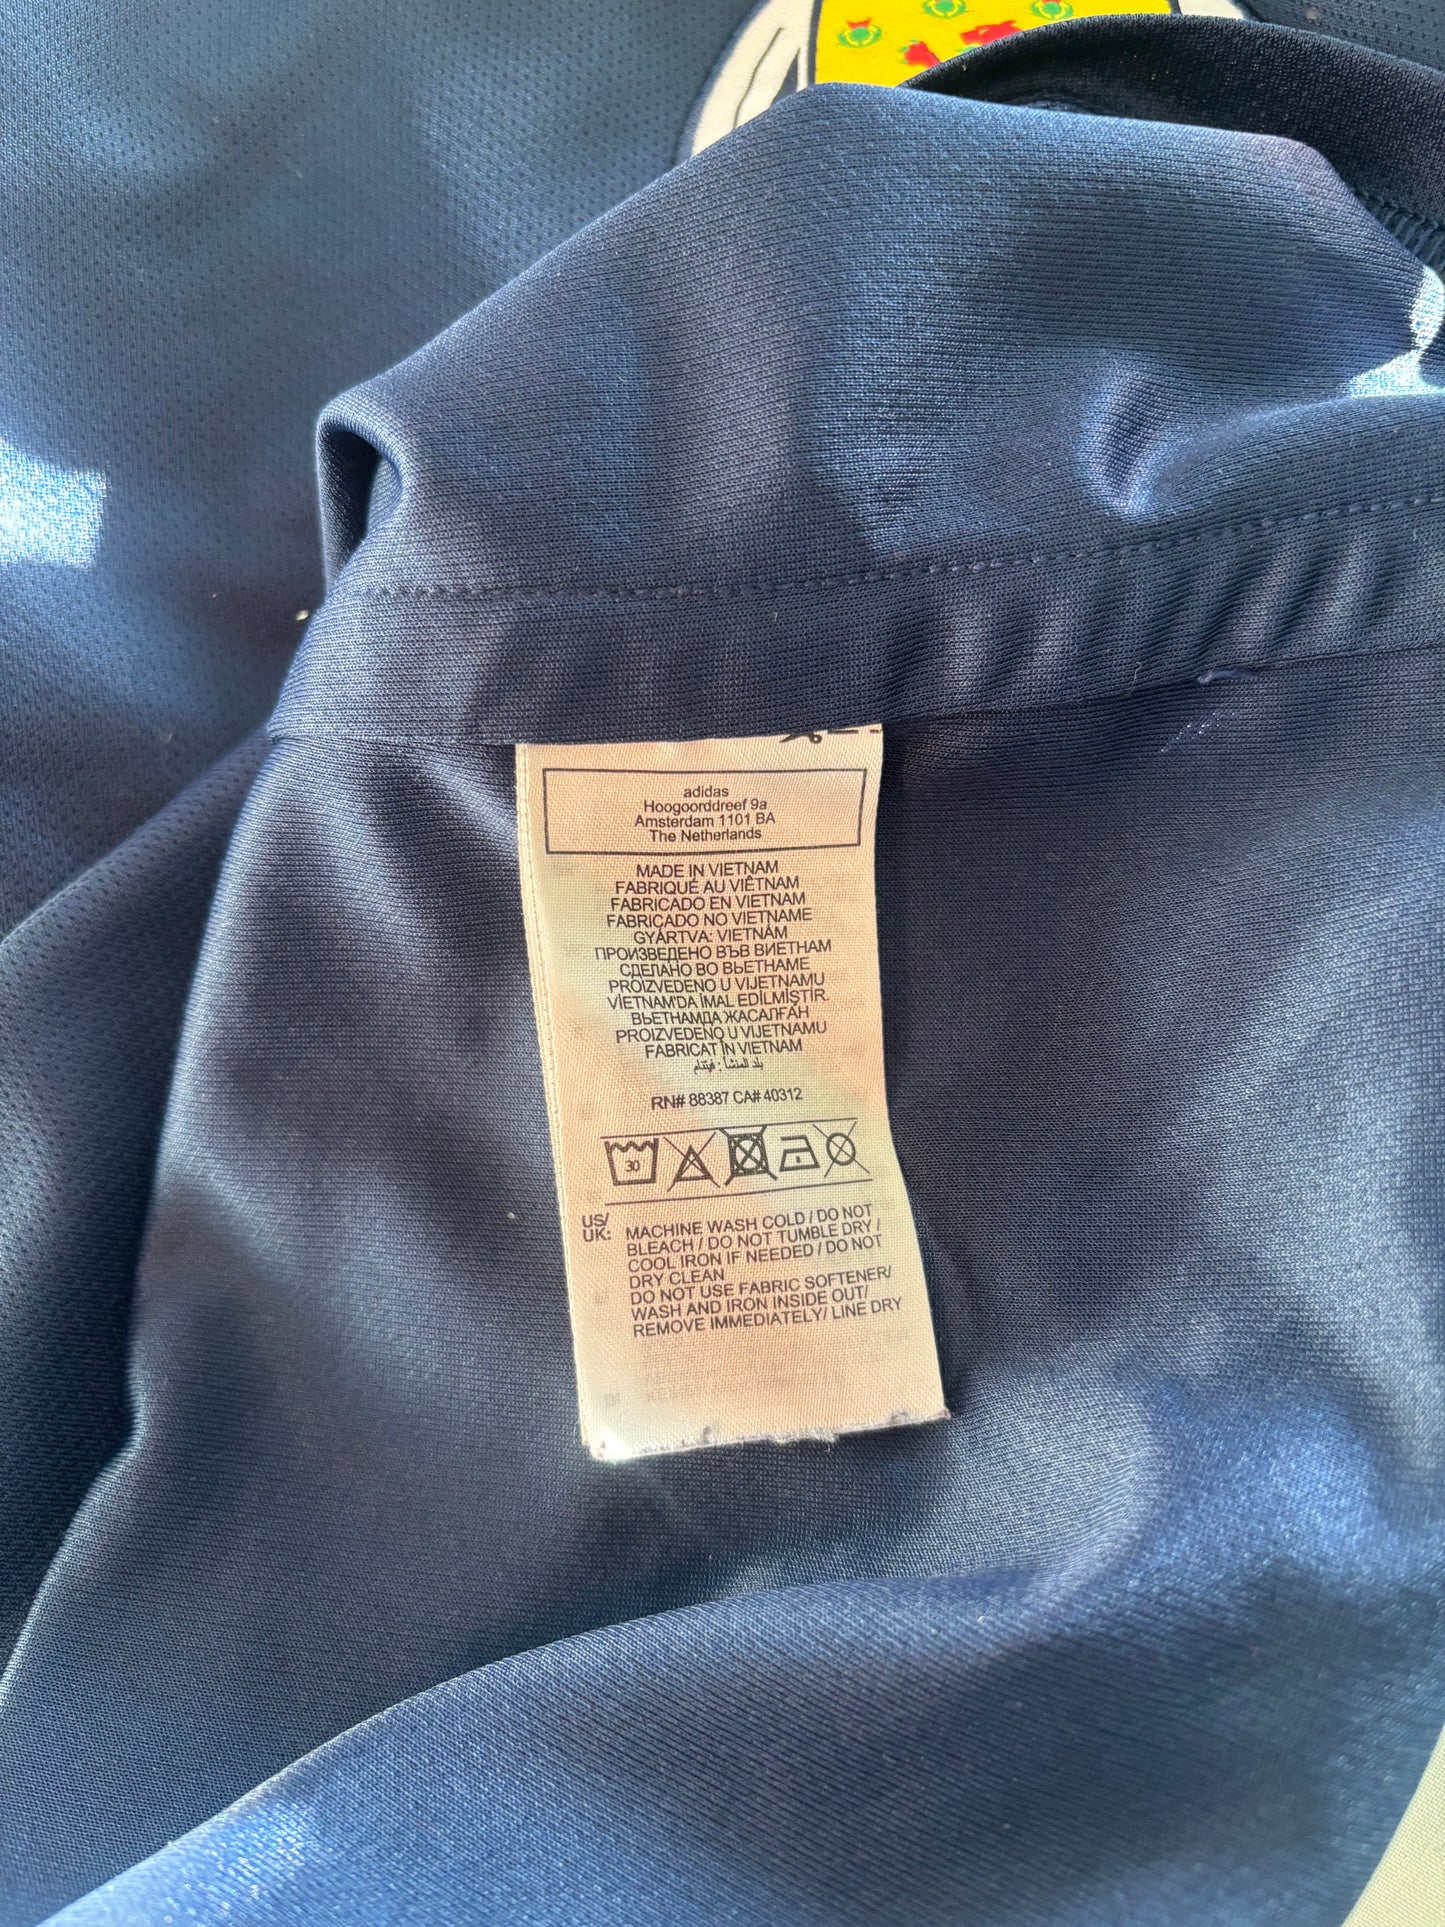 adidas
Hoogoorddreef 9a
Amsterdam 1101 BA
The Netherlands
MADE IN VIETNAM
FABRIQUÉ AU VIÊTNAM
FABRICADO EN VIETNAM
FABRICADO NO VIETNAME
GYÁRTVA: VIETNÁM
ПРОИЗВЕДЕНО ВЪВ ВИЕТНАМ
СДЕЛАНО ВО ВЬЕТНАМЕ
PROIZVEDENO U VIJETNAMU
VİETNAM'DA İMAL EDİLMİŞTİR.
ВЬЕТНАМДА ЖАСАЛҒАН
PROIZVEDENO U VIJETNAMU
FABRICAT ÎN VIETNAM
بلد المنشأ : فيتنام
RN# 88387 CA# 40312
30
US/
UK: MACHINE WASH COLD / DO NOT
BLEACH / DO NOT TUMBLE DRY /
COOL IRON IF NEEDED / DO NOT
DRY CLEAN
DO NOT USE FABRIC SOFTENER/
WASH AND IRON INSIDE OUT/
REMOVE IMMEDIATELY/ LINE DRY